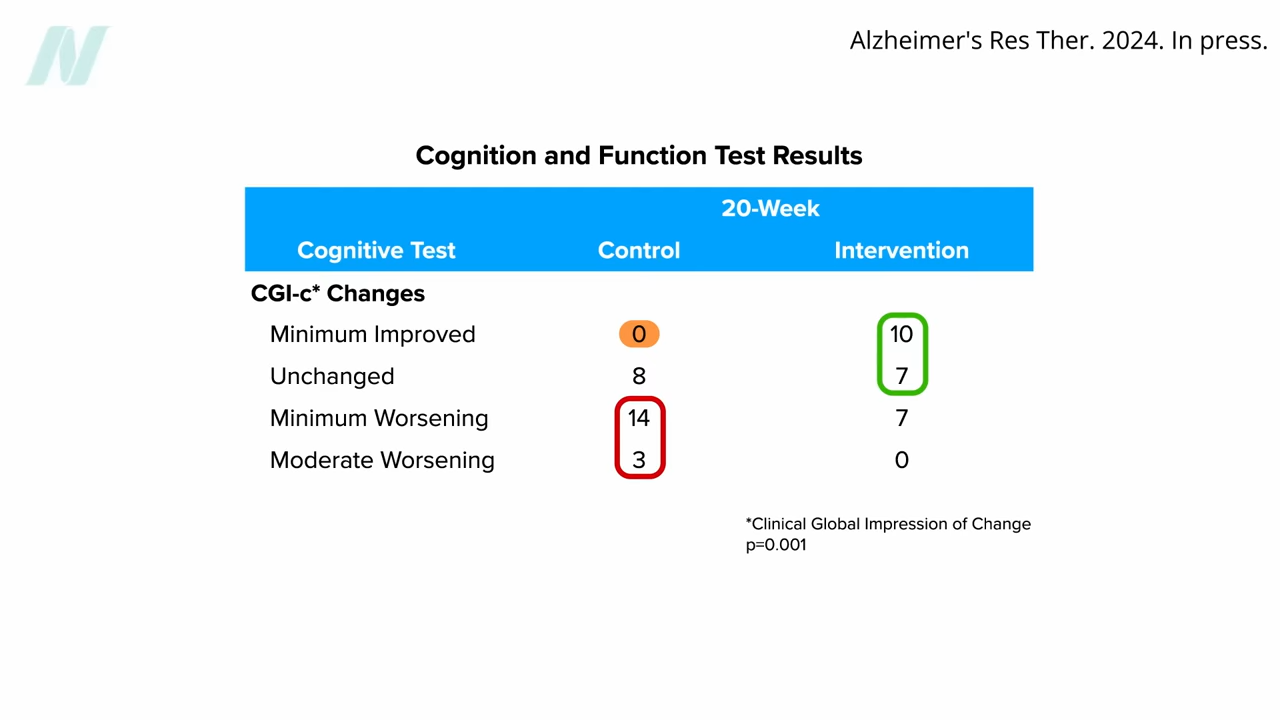 Alzheimer's Res Ther. 2024. In press.
Cognition and Function Test Results
20-Week
Cognitive Test Control Intervention
CGI-c* Changes
Minimum Improved 0 10
Unchanged 8 7
Minimum Worsening 14 7
Moderate Worsening 3 0
*Clinical Global Impression of Change
p=0.001